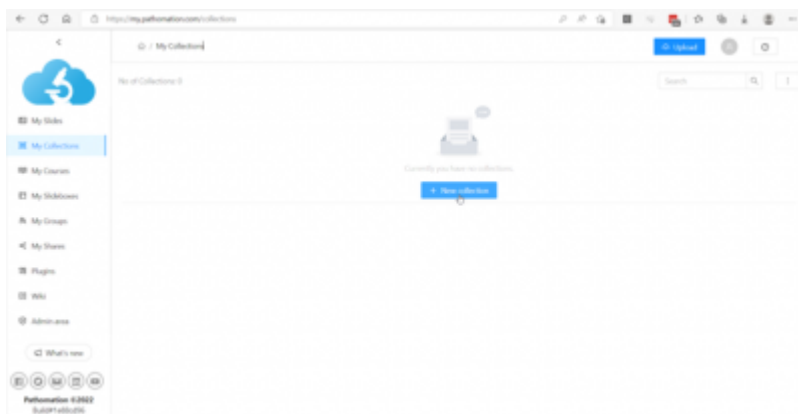 https://my.pathomation.com/collections
/ My Collections
Upload
No of Collections: 0
Search
My Slides
My Collections
My Courses
My Slideboxes
My Groups
My Shares
Plugins
Wiki
Admin area
Currently you have no collections.
+ New collection
What's new
Pathomation ©2022